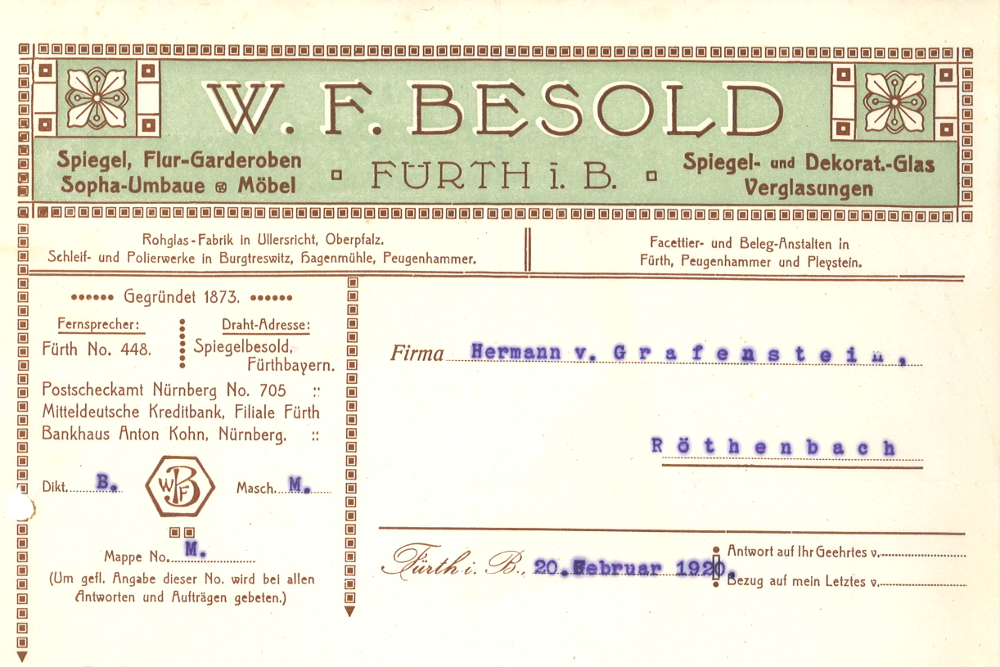 W. F. BESOLD
Spiegel, Flur-Garderoben
Sopha-Umbaue Möbel
FÜRTH i. B.
Spiegel- und Dekorat.-Glas
Verglasungen
Rohglas-Fabrik in Ullersricht, Oberpfalz.
Schleif- und Polierwerke in Burgtreswitz, Hagenmühle, Peugenhammer.
Facettier- und Beleg-Anstalten in
Fürth, Peugenhammer und Pleystein.
Gegründet 1873.
Fernsprecher:
Fürth No. 448.
Draht-Adresse:
Spiegelbesold,
Fürthbayern.
Postscheckamt Nürnberg No. 705 ::
Mitteldeutsche Kreditbank, Filiale Fürth
Bankhaus Anton Kohn, Nürnberg. ::
Dikt. B.
WBF
Masch. M.
Mappe No. M.
(Um gefl. Angabe dieser No. wird bei allen
Antworten und Aufträgen gebeten.)
Firma Hermann v. Grafenstein,
Röthenbach
Fürth i. B., 20.Februar 1920.
Antwort auf Ihr Geehrtes v.
Bezug auf mein Letztes v.